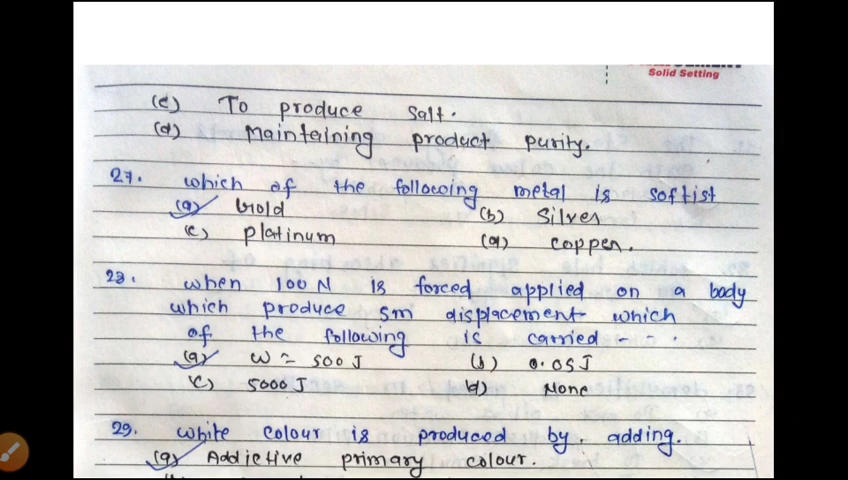 Solid Setting
(c) To produce salt.
(d) Maintaining product purity.
27. which of the following metal is softist
(a) Gold (b) Silver
(c) platinum (d) copper.
28. when 100 N is forced applied on a body
which produce 5m displacement which
of the following is carried - - -
(a) w = 500 J (b) 0.05 J
(c) 5000 J (d) None
29. white colour is produced by adding.
(a) Addictive primary colour.